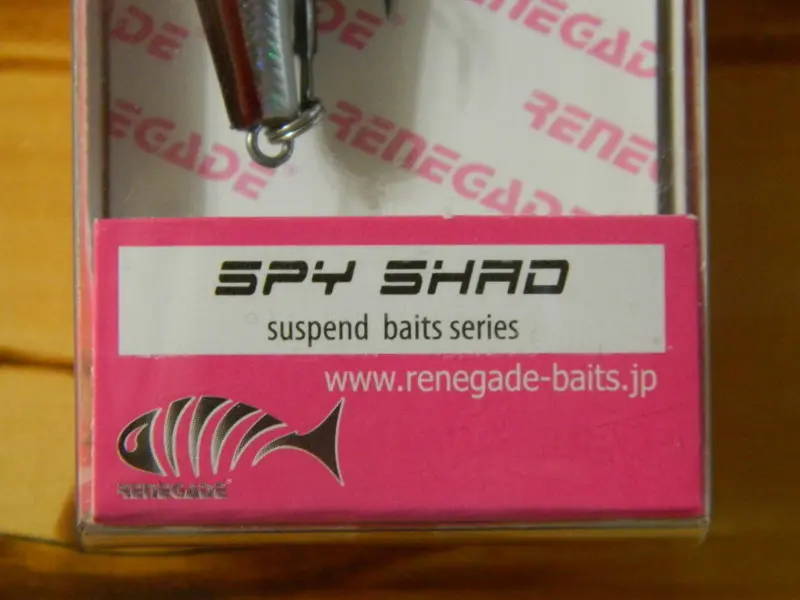 RENEGADE
RENEGADE
RENEGADE
RENEGADE®
RENEGADE
SPY SHAD
suspend baits series
www.renegade-baits.jp
RENEGADE